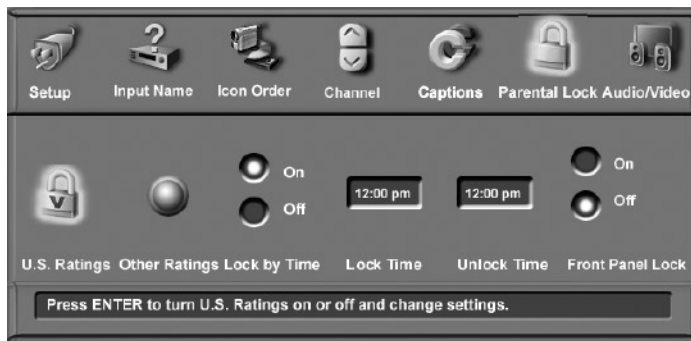 Setup Input Name Icon Order Channel Captions Parental Lock Audio/Video
On On
12:00 pm 12:00 pm
Off Off
V
U.S. Ratings Other Ratings Lock by Time Lock Time Unlock Time Front Panel Lock
Press ENTER to turn U.S. Ratings on or off and change settings.